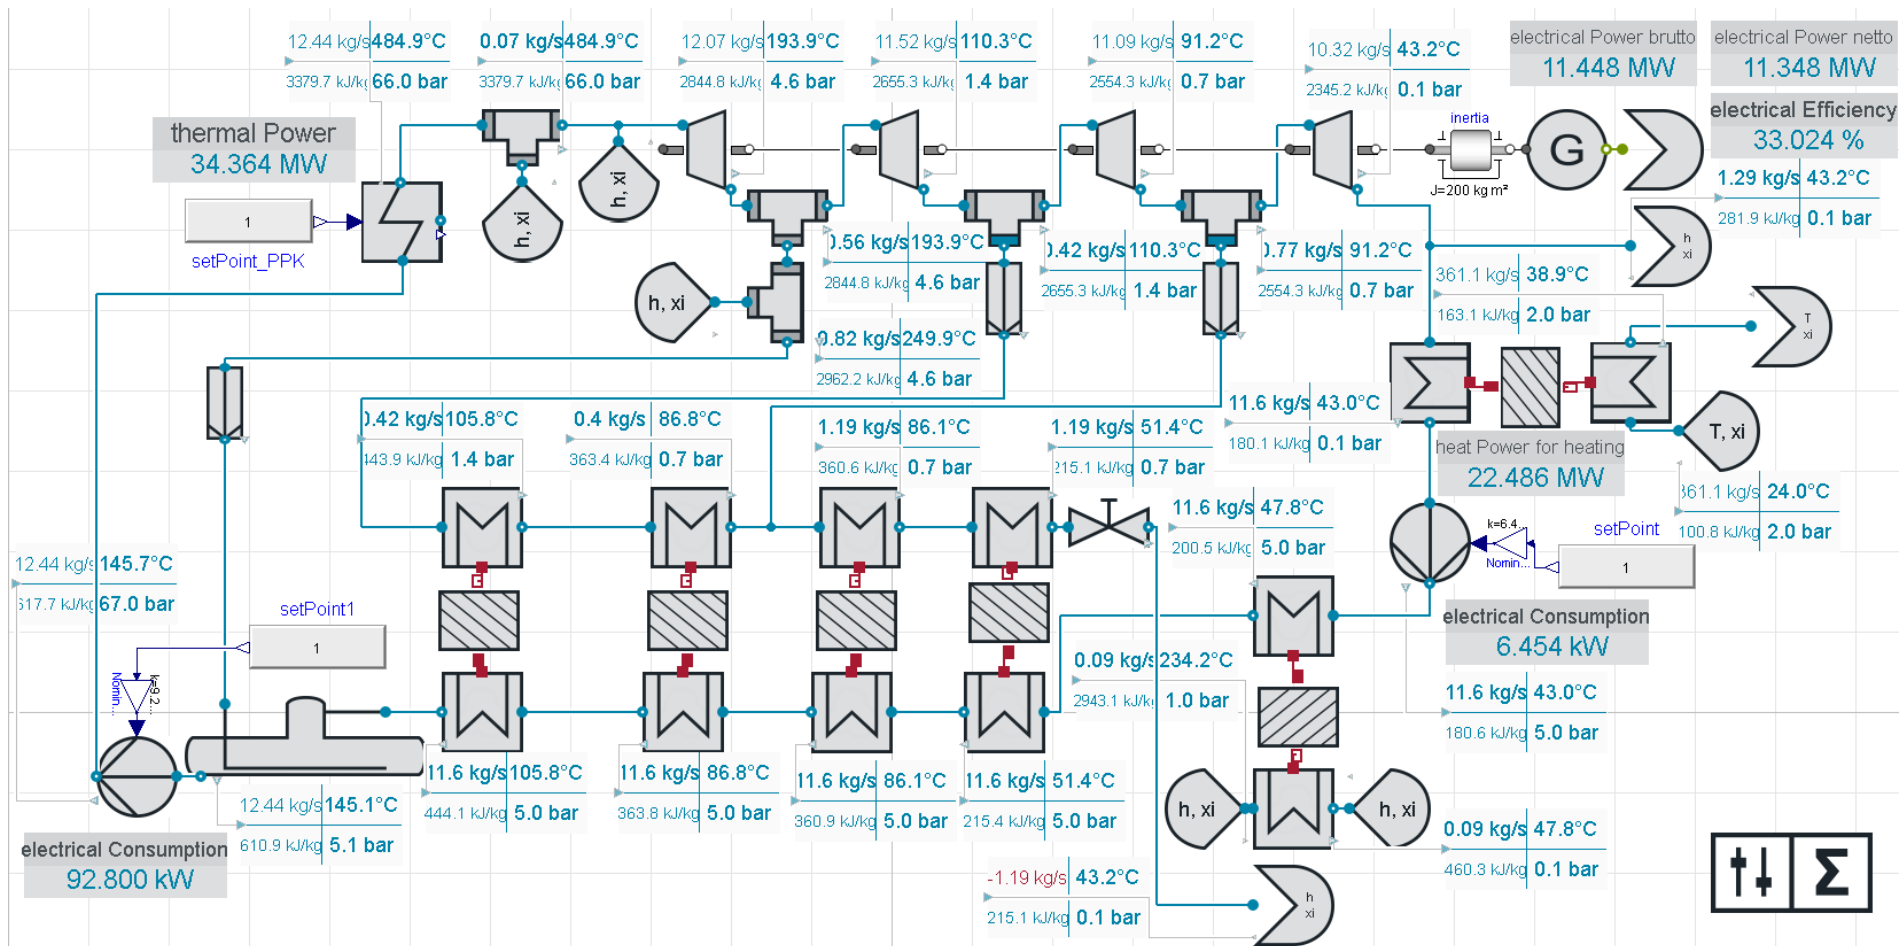 12.44 kg/s 484.9°C
3379.7 kJ/kg 66.0 bar
0.07 kg/s 484.9°C
3379.7 kJ/kg 66.0 bar
12.07 kg/s 193.9°C
2844.8 kJ/kg 4.6 bar
11.52 kg/s 110.3°C
2655.3 kJ/kg 1.4 bar
11.09 kg/s 91.2°C
2554.3 kJ/kg 0.7 bar
10.32 kg/s 43.2°C
2345.2 kJ/kg 0.1 bar
electrical Power brutto
11.448 MW
electrical Power netto
11.348 MW
electrical Efficiency
33.024 %
thermal Power
34.364 MW
inertia
J=200 kg m²
G
1
setPoint_PPK
h, xi
h, xi
1.29 kg/s 43.2°C
281.9 kJ/kg 0.1 bar
h
xi
0.56 kg/s 193.9°C
2844.8 kJ/kg 4.6 bar
0.42 kg/s 110.3°C
2655.3 kJ/kg 1.4 bar
0.77 kg/s 91.2°C
2554.3 kJ/kg 0.7 bar
361.1 kg/s 38.9°C
163.1 kJ/kg 2.0 bar
h, xi
T
xi
0.82 kg/s 249.9°C
2962.2 kJ/kg 4.6 bar
0.42 kg/s 105.8°C
443.9 kJ/kg 1.4 bar
0.4 kg/s 86.8°C
363.4 kJ/kg 0.7 bar
1.19 kg/s 86.1°C
360.6 kJ/kg 0.7 bar
1.19 kg/s 51.4°C
215.1 kJ/kg 0.7 bar
11.6 kg/s 43.0°C
180.1 kJ/kg 0.1 bar
T, xi
heat Power for heating
22.486 MW
361.1 kg/s 24.0°C
100.8 kJ/kg 2.0 bar
11.6 kg/s 47.8°C
200.5 kJ/kg 5.0 bar
k=6.4...
Nomin...
setPoint
1
12.44 kg/s 145.7°C
617.7 kJ/kg 67.0 bar
setPoint1
1
k=9.2...
Nomin...
electrical Consumption
6.454 kW
0.09 kg/s 234.2°C
2943.1 kJ/kg 1.0 bar
11.6 kg/s 43.0°C
180.6 kJ/kg 5.0 bar
11.6 kg/s 105.8°C
444.1 kJ/kg 5.0 bar
11.6 kg/s 86.8°C
363.8 kJ/kg 5.0 bar
11.6 kg/s 86.1°C
360.9 kJ/kg 5.0 bar
11.6 kg/s 51.4°C
215.4 kJ/kg 5.0 bar
h, xi
h, xi
12.44 kg/s 145.1°C
610.9 kJ/kg 5.1 bar
0.09 kg/s 47.8°C
460.3 kJ/kg 0.1 bar
electrical Consumption
92.800 kW
-1.19 kg/s 43.2°C
215.1 kJ/kg 0.1 bar
h
xi
Σ